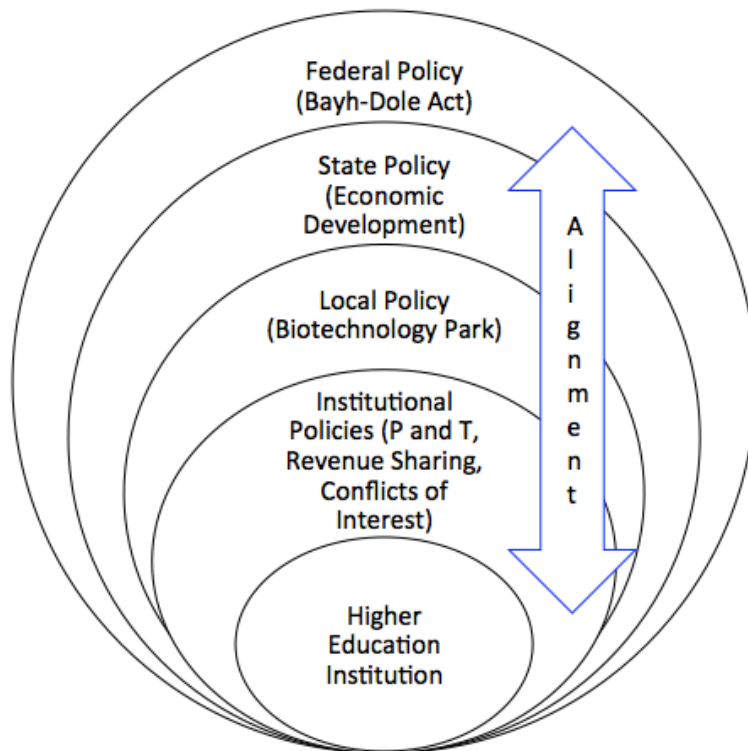 Federal Policy
(Bayh-Dole Act)
State Policy
(Economic
Development)
Local Policy
(Biotechnology Park)
Institutional
Policies (P and T,
Revenue Sharing,
Conflicts of
Interest)
Higher
Education
Institution
Alignment